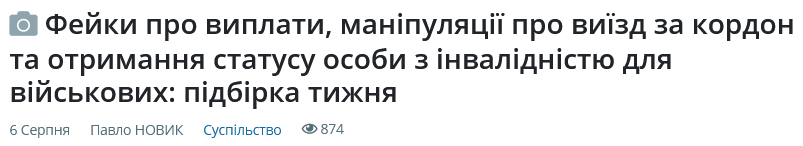 Фейки про виплати, маніпуляції про виїзд за кордон
та отримання статусу особи з інвалідністю для
військових: підбірка тижня
6 Серпня Павло НОВИК Суспільство 874